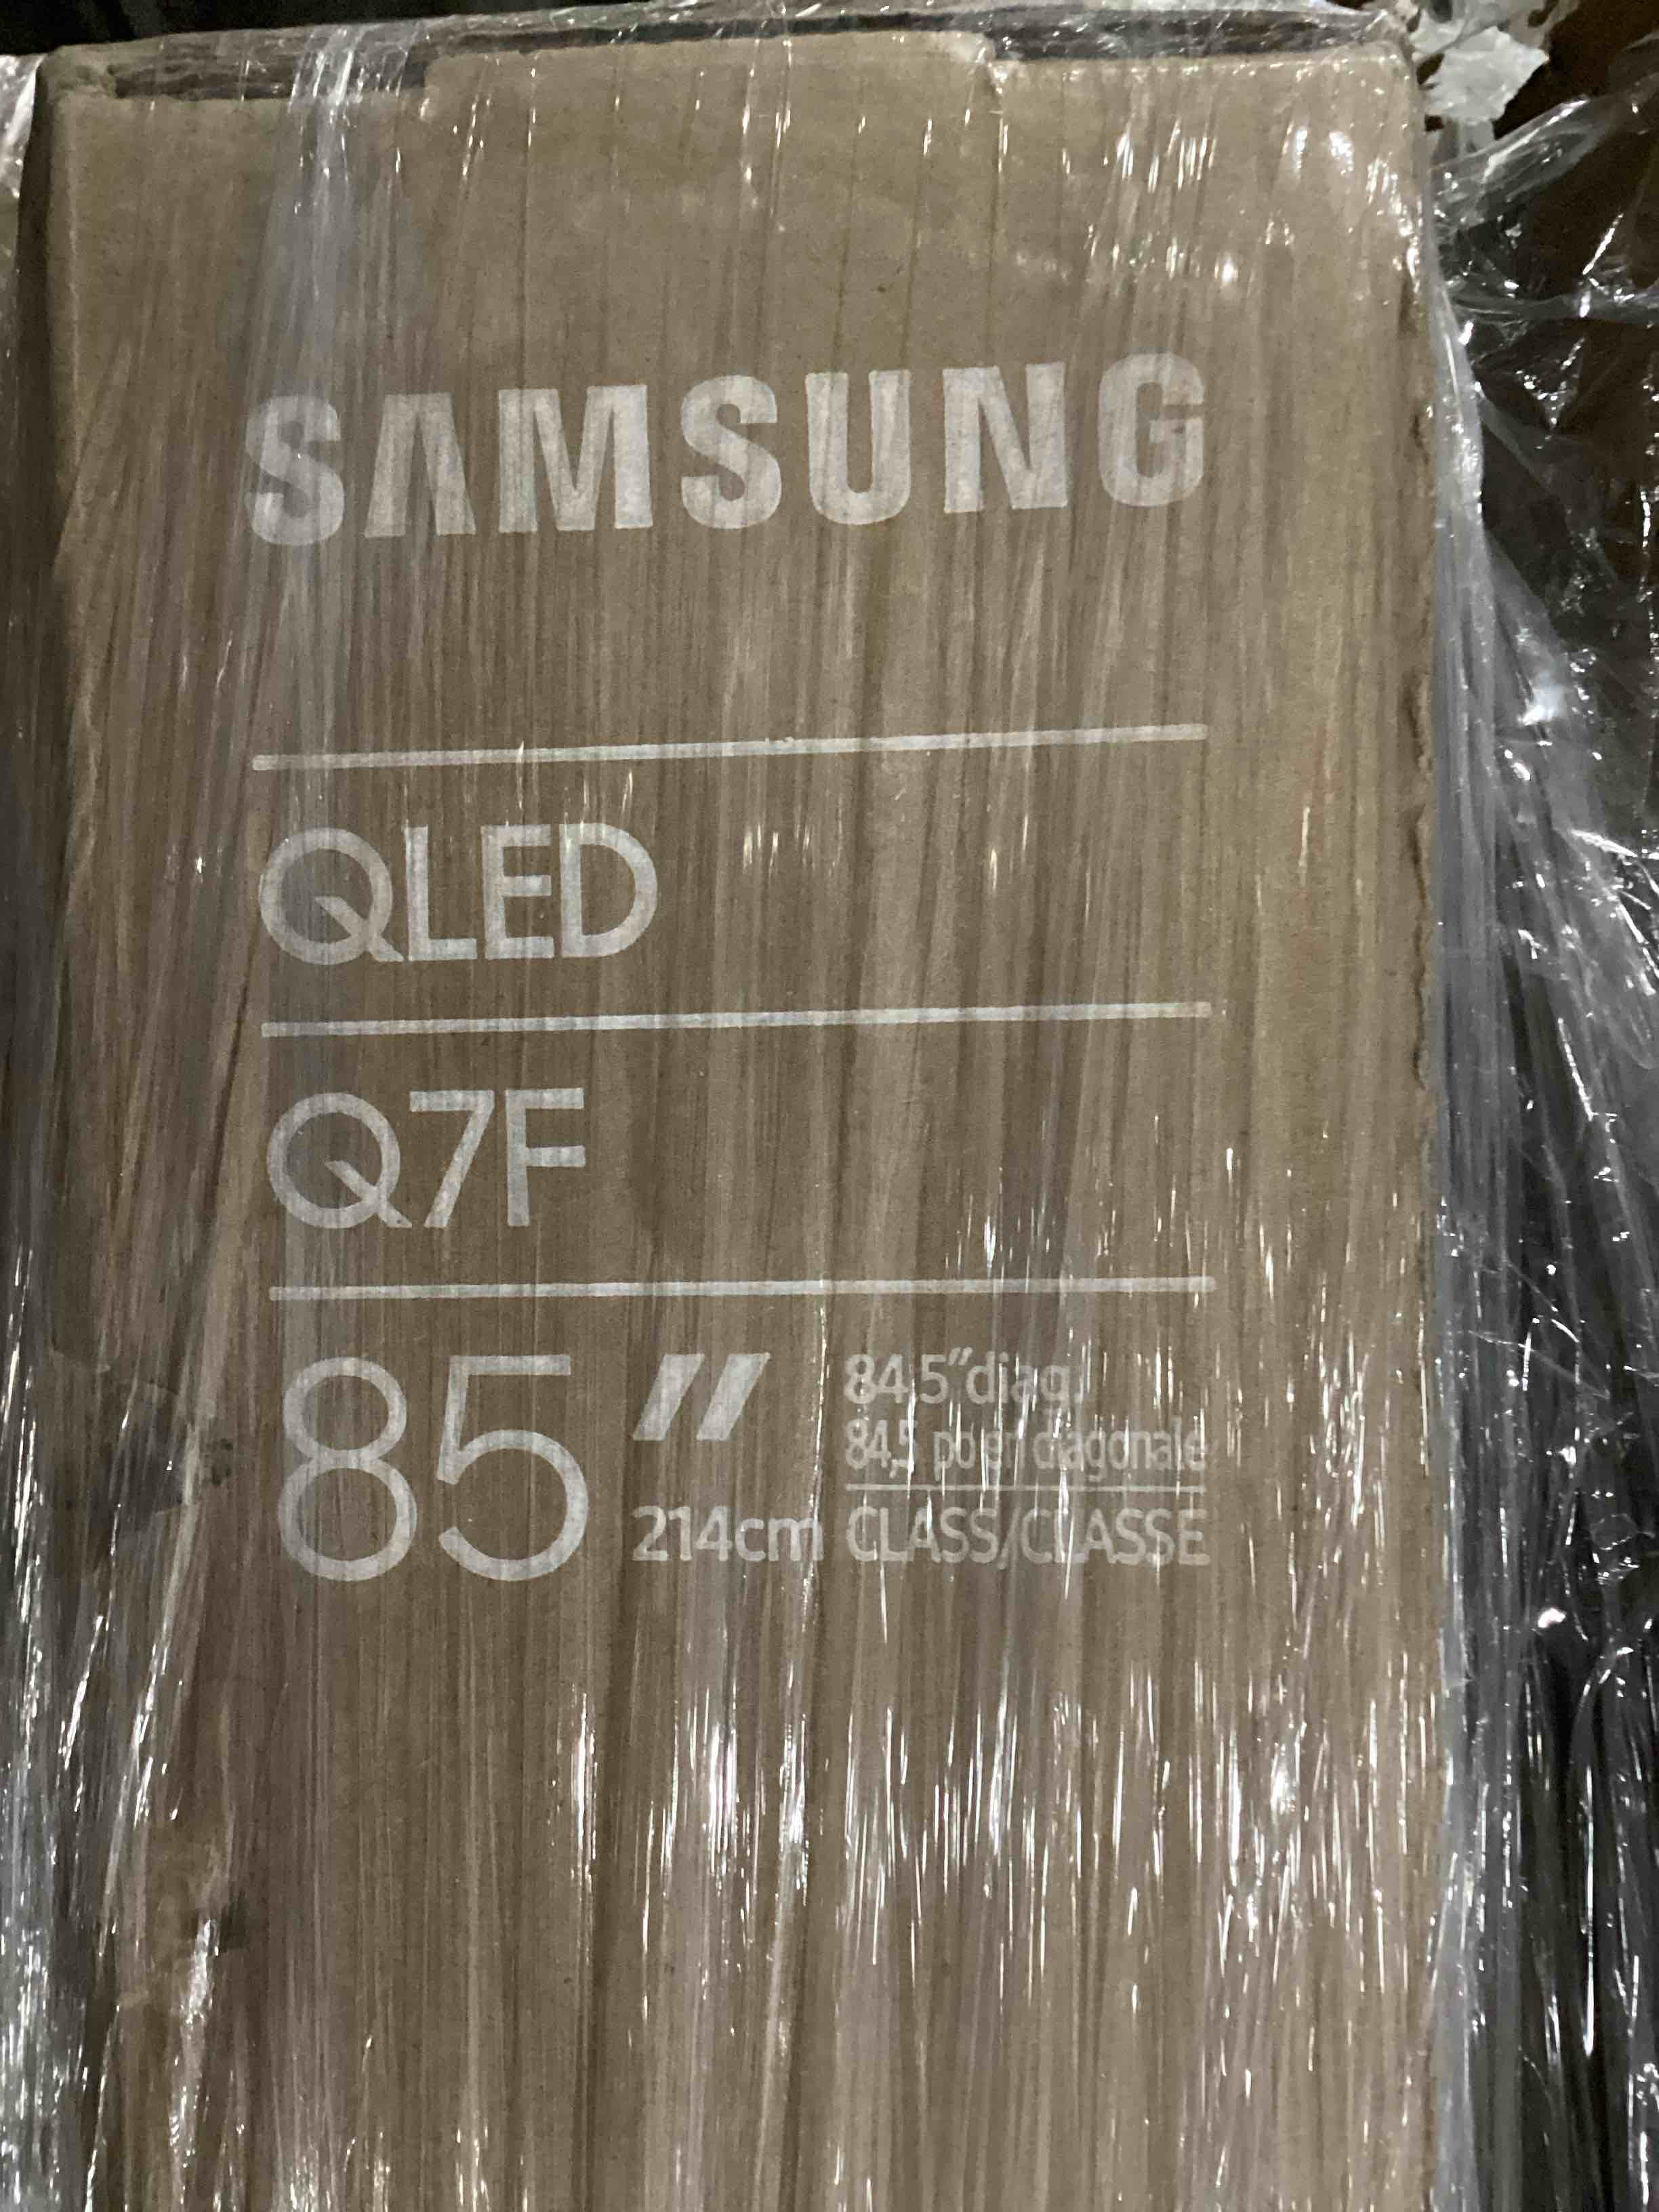 SAMSUNG
QLED
Q7F
85"
214cm
84.5"diag.
84,5 po en diagonale
CLASS/CLASSE